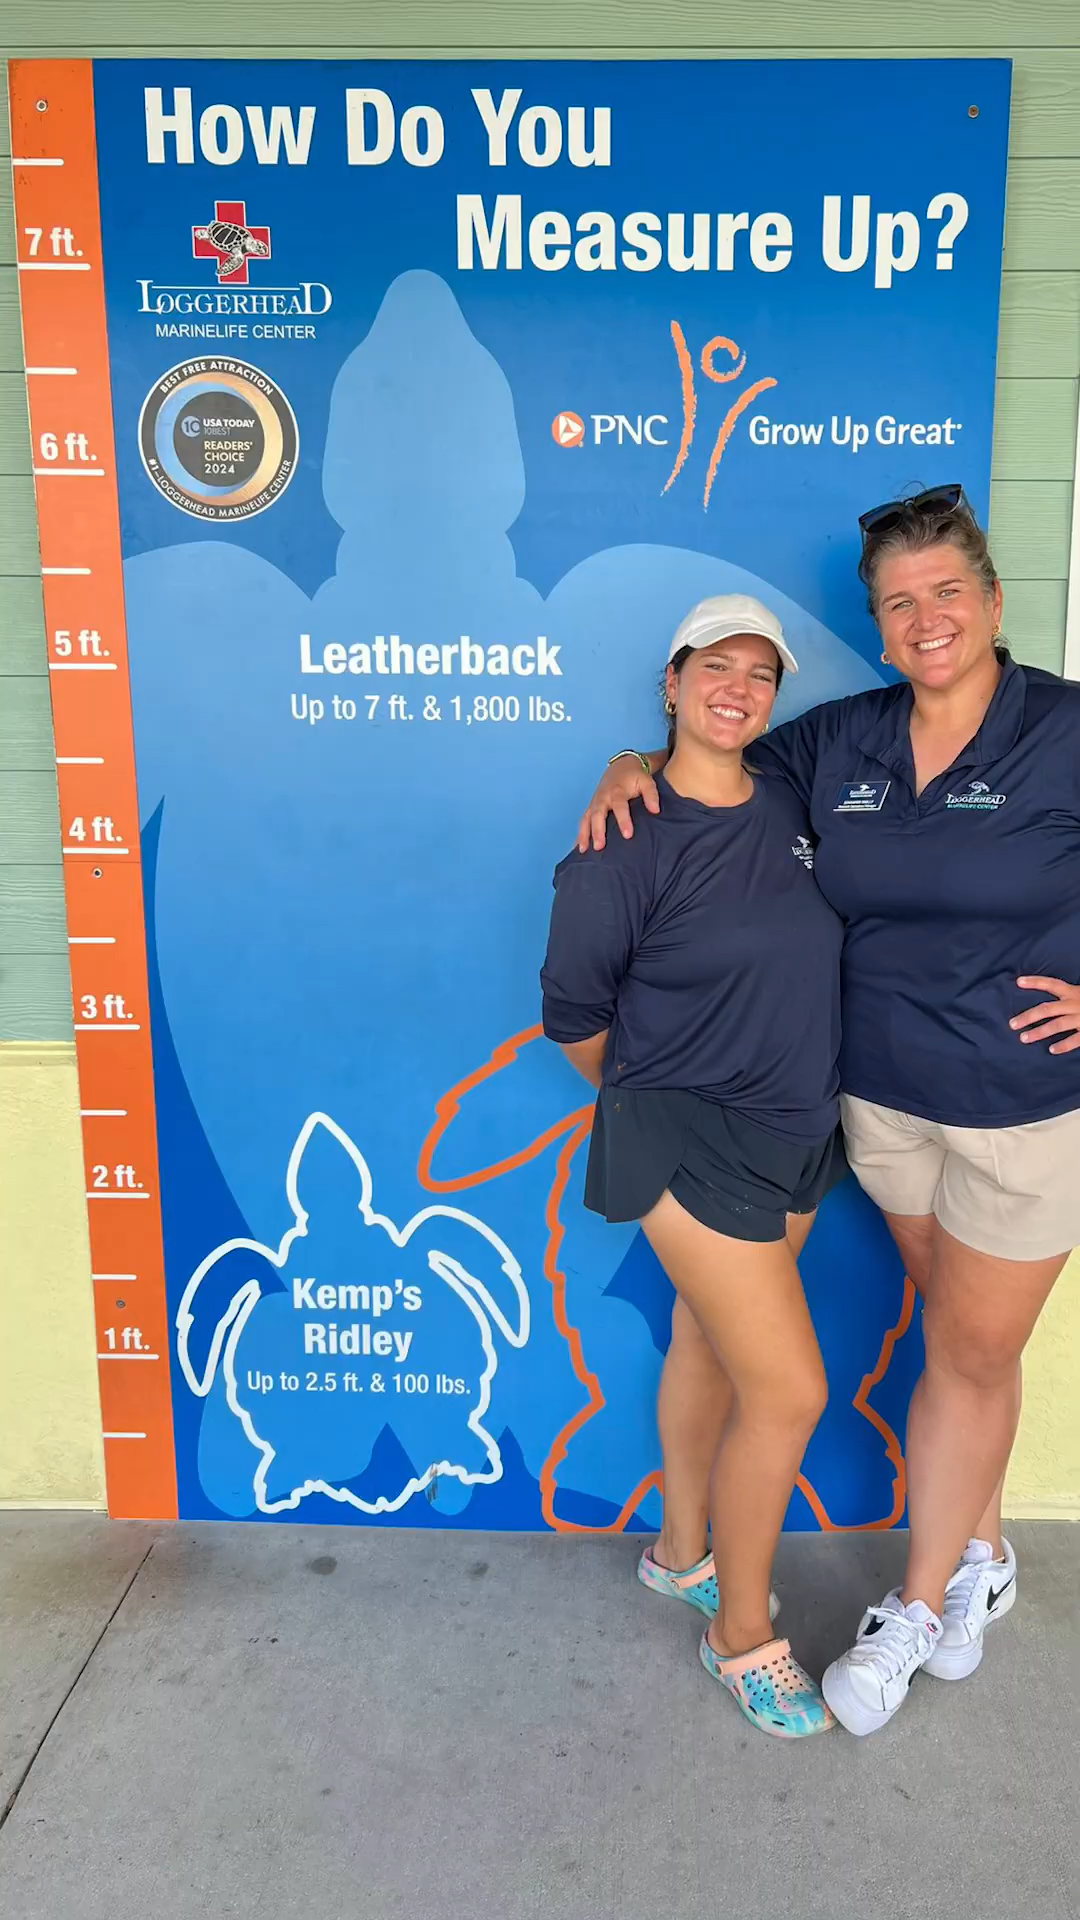 How Do You
Measure Up?
7 ft.
6 ft.
5 ft.
4 ft.
3 ft.
2 ft.
1 ft.
LOGGERHEAD
MARINELIFE CENTER
BEST FREE ATTRACTION
10 USA TODAY
10BEST
READERS'
CHOICE
2024
#1–LOGGERHEAD MARINELIFE CENTER
PNC
Grow Up Great
Leatherback
Up to 7 ft. & 1,800 lbs.
Kemp's
Ridley
Up to 2.5 ft. & 100 lbs.
LOGGERHEAD
MARINELIFE CENTER